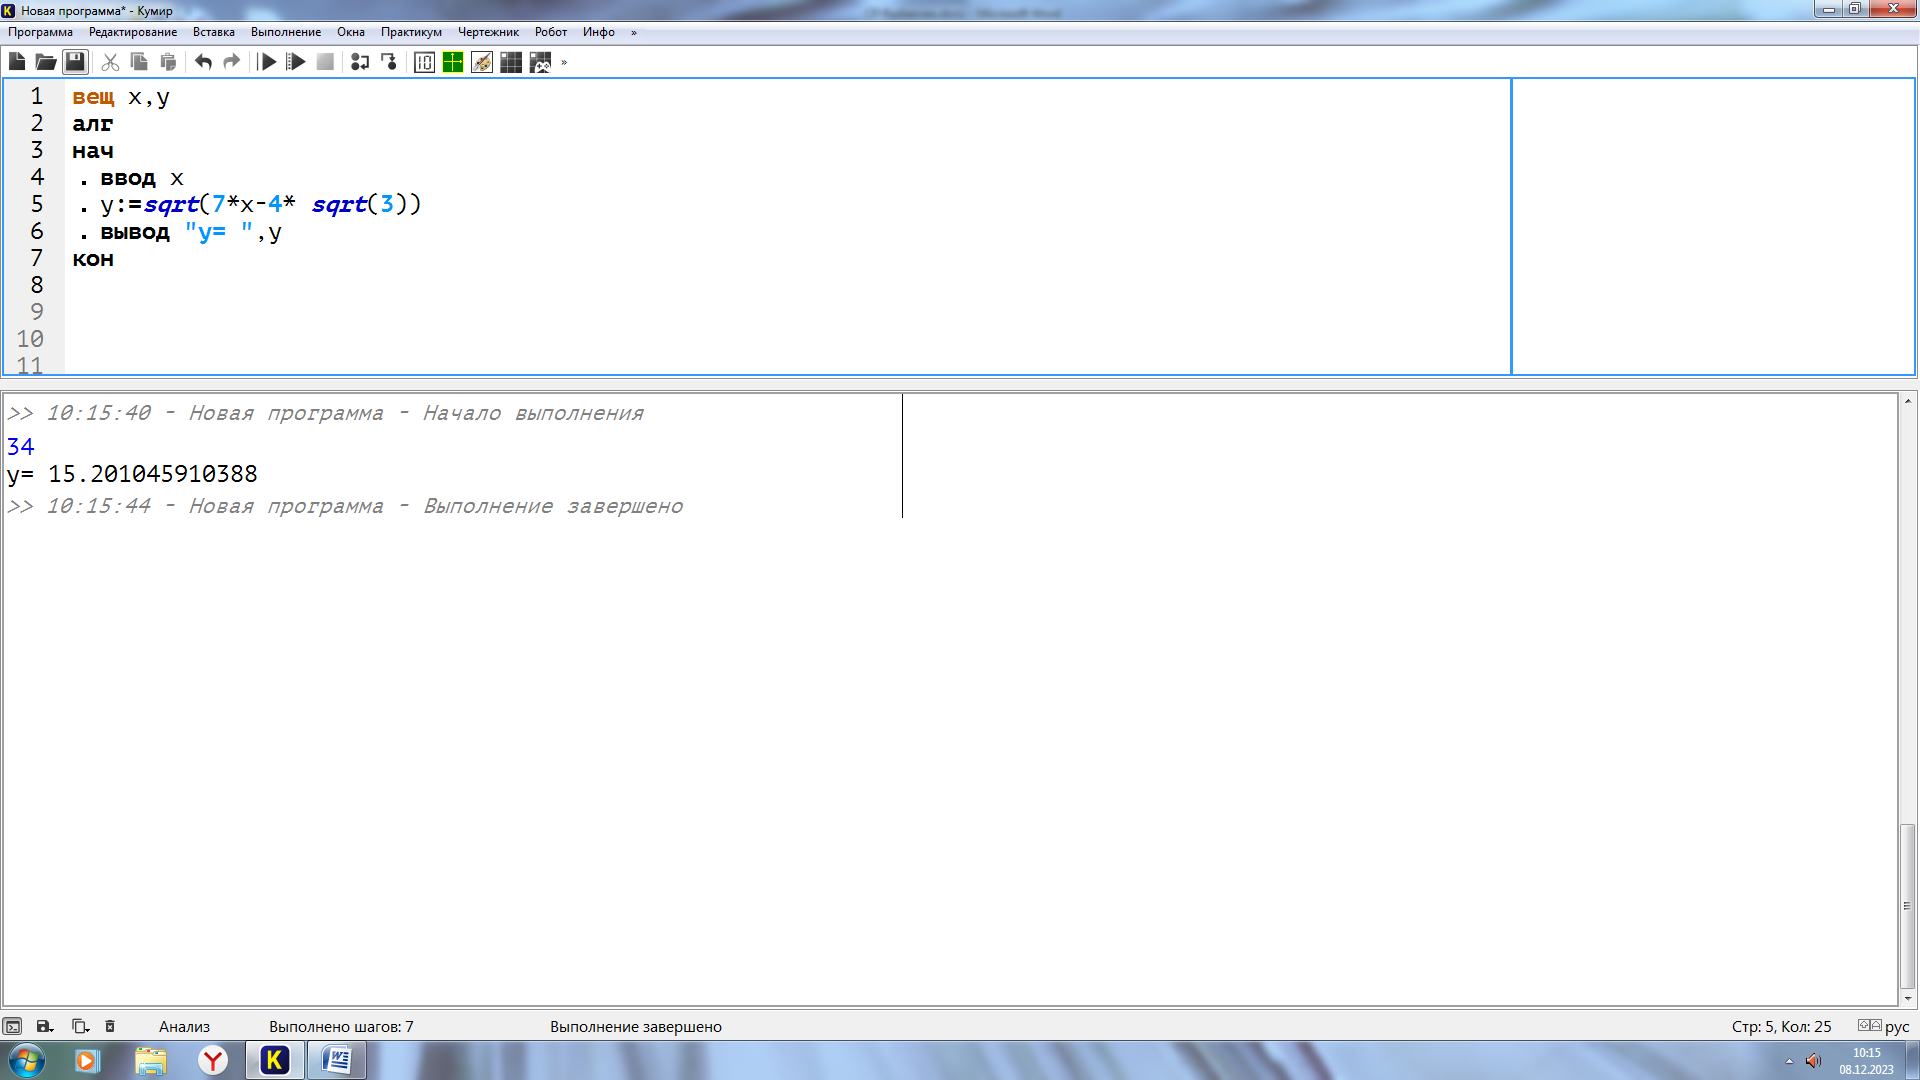 Новая программа* - Кумир
Программа Редактирование Вставка Выполнение Окна Практикум Чертежник Робот Инфо »
»
1 вещ x,y
2 алг
3 нач
4 . ввод x
5 . y:=sqrt(7*x-4* sqrt(3))
6 . вывод "y= ",y
7 кон
8
9
10
11
>> 10:15:40 - Новая программа - Начало выполнения
34
y= 15.201045910388
>> 10:15:44 - Новая программа - Выполнение завершено
Анализ Выполнено шагов: 7 Выполнение завершено Стр: 5, Кол: 25 рус
10:15
08.12.2023